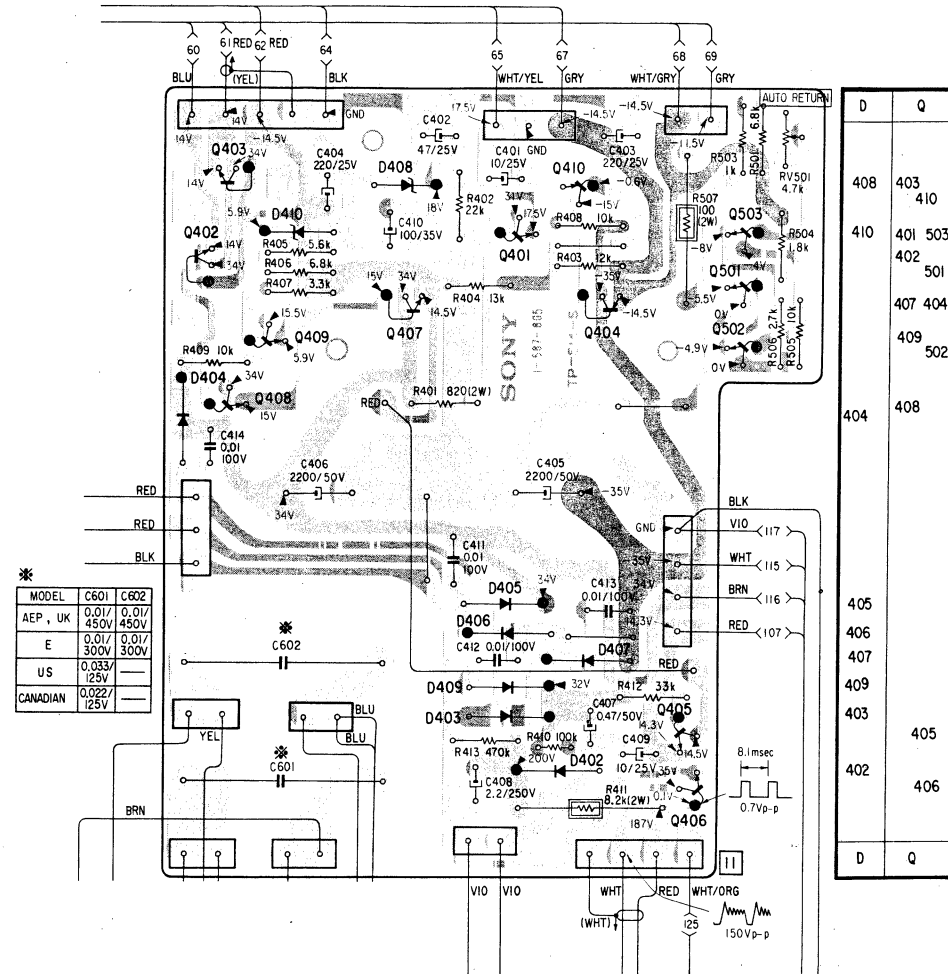 60 61 RED 62 RED 64 65 67 68 69
BLU (YEL) BLK WHT/YEL GRY WHT/GRY GRY
14V 14V -14.5V GND 17.5V GND -14.5V -14.5V -11.5V
AUTO RETURN
D Q
Q403 34V 14V
C404 220/25V
C402 47/25V
D408 18V
C401 10/25V
C403 220/25V
Q410 -0.6V -15V
R503 1k
R501 6.8k
RV501 4.7k
408 403
410
5.9V D410
C410 100/35V
R402 22k
31V 17.5V
Q401
R408 10k
R403 12k
R507 100 (2W)
-8V
Q503 4V
R504 1.8k
410 401 503
402
501
Q402 14V 34V
R405 5.6k
R406 6.8k
R407 3.3k
15V 34V 14.5V
Q407
R404 13k
-35V -14.5V
Q404
Q501 -5.5V 0V
407 404
15.5V Q409 5.9V
SONY
1-587-805
Q502 -4.9V 0V
R506 2.7k
R505 10k
409
502
R409 10k
D404 34V
Q408 15V
RED
R401 820(2W)
404 408
C414 0.01 100V
C406 2200/50V
34V
C405 2200/50V
-35V
RED
RED
BLK
BLK
GND VIO 117
-35V WHT 115
34V BRN 116
14.3V RED 107
C411 0.01 100V
D405 34V
C413 0.01/100V
D406
C412 0.01/100V
D407
RED
405
406
407
409
403
405
402
406
※
MODEL C601 C602
AEP, UK 0.01/450V 0.01/450V
E 0.01/300V 0.01/300V
US 0.033/125V —
CANADIAN 0.022/125V —
※
C602
D409 32V
R412 33k
D403
C407 0.47/50V
Q405 14.3V 14.5V
YEL BLU
BLU
R413 470k
R410 100k
200V D402
C409 10/25V
35V
8.1msec
0.7Vp-p
※
C601
C408 2.2/250V
R411 8.2k(2W)
187V
0.1V
Q406
BRN
11
D Q
VIO VIO WHT RED WHT/ORG
(WHT)
125
150Vp-p